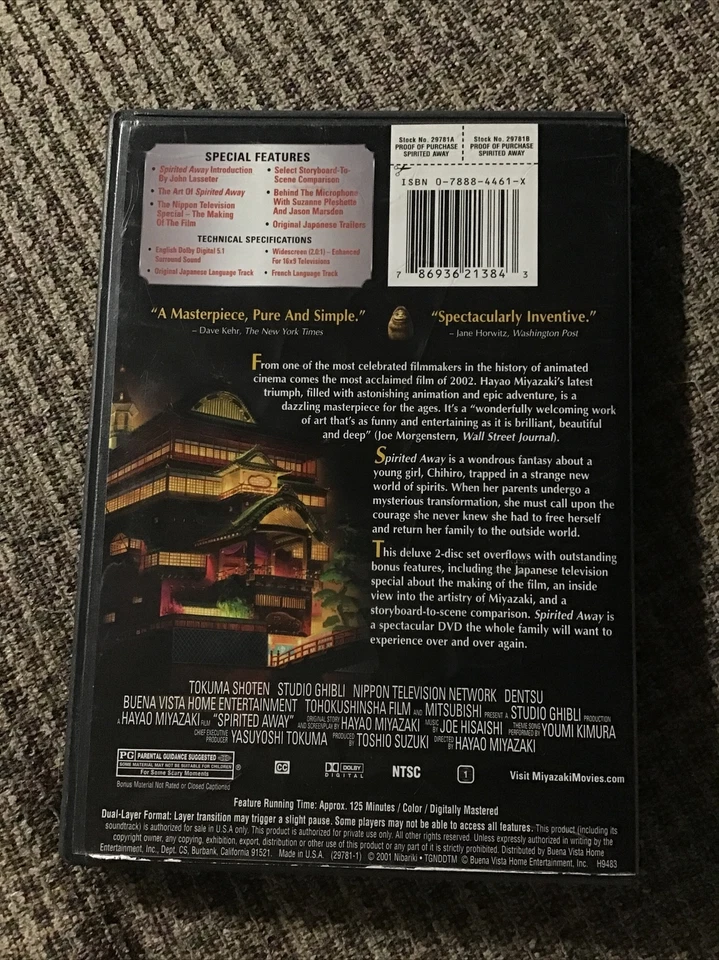 SPECIAL FEATURES
• Spirited Away Introduction
By John Lasseter
• The Art Of Spirited Away
• The Nippon Television
Special – The Making
Of The Film
• Select Storyboard-To-
Scene Comparison
• Behind The Microphone
With Suzanne Pleshette
And Jason Marsden
• Original Japanese Trailers
TECHNICAL SPECIFICATIONS
• English Dolby Digital 5.1
Surround Sound
• Original Japanese Language Track
• Widescreen (2.0:1) – Enhanced
For 16x9 Televisions
• French Language Track
Stock No. 29781A
PROOF OF PURCHASE
SPIRITED AWAY
Stock No. 29781B
PROOF OF PURCHASE
SPIRITED AWAY
ISBN 0-7888-4461-X
7 86936 21384 3
"A Masterpiece, Pure And Simple."
– Dave Kehr, The New York Times
"Spectacularly Inventive."
– Jane Horwitz, Washington Post
From one of the most celebrated filmmakers in the history of animated
cinema comes the most acclaimed film of 2002. Hayao Miyazaki's latest
triumph, filled with astonishing animation and epic adventure, is a
dazzling masterpiece for the ages. It's a "wonderfully welcoming work
of art that's as funny and entertaining as it is brilliant, beautiful
and deep" (Joe Morgenstern, Wall Street Journal).
Spirited Away is a wondrous fantasy about a
young girl, Chihiro, trapped in a strange new
world of spirits. When her parents undergo a
mysterious transformation, she must call upon the
courage she never knew she had to free herself
and return her family to the outside world.
This deluxe 2-disc set overflows with outstanding
bonus features, including the Japanese television
special about the making of the film, an inside
view into the artistry of Miyazaki, and a
storyboard-to-scene comparison. Spirited Away is
a spectacular DVD the whole family will want to
experience over and over again.
TOKUMA SHOTEN STUDIO GHIBLI NIPPON TELEVISION NETWORK DENTSU
BUENA VISTA HOME ENTERTAINMENT TOHOKUSHINSHA FILM AND MITSUBISHI PRESENT A STUDIO GHIBLI PRODUCTION
A HAYAO MIYAZAKI FILM "SPIRITED AWAY" ORIGINAL STORY AND SCREENPLAY BY HAYAO MIYAZAKI MUSIC BY JOE HISAISHI THEME SONG PERFORMED BY YOUMI KIMURA
CHIEF EXECUTIVE PRODUCER YASUYOSHI TOKUMA PRODUCED BY TOSHIO SUZUKI DIRECTED BY HAYAO MIYAZAKI
PG PARENTAL GUIDANCE SUGGESTED
SOME MATERIAL MAY NOT BE SUITABLE FOR CHILDREN
For Some Scary Moments
®
Bonus Material Not Rated or Closed Captioned
CC
DOLBY
DIGITAL
NTSC
1
Visit MiyazakiMovies.com
Feature Running Time: Approx. 125 Minutes / Color / Digitally Mastered
Dual-Layer Format: Layer transition may trigger a slight pause. Some players may not be able to access all features. This product (including its
soundtrack) is authorized for sale in U.S.A only. This product is authorized for private use only. All other rights reserved. Unless expressly authorized in writing by the
copyright owner, any copying, exhibition, export, distribution or other use of this product or any part of it is strictly prohibited. Distributed by Buena Vista Home
Entertainment, Inc., Dept. CS, Burbank, California 91521. Made in U.S.A. (29781-1) © 2001 Nibariki • TGNDDTM © Buena Vista Home Entertainment, Inc. H9483